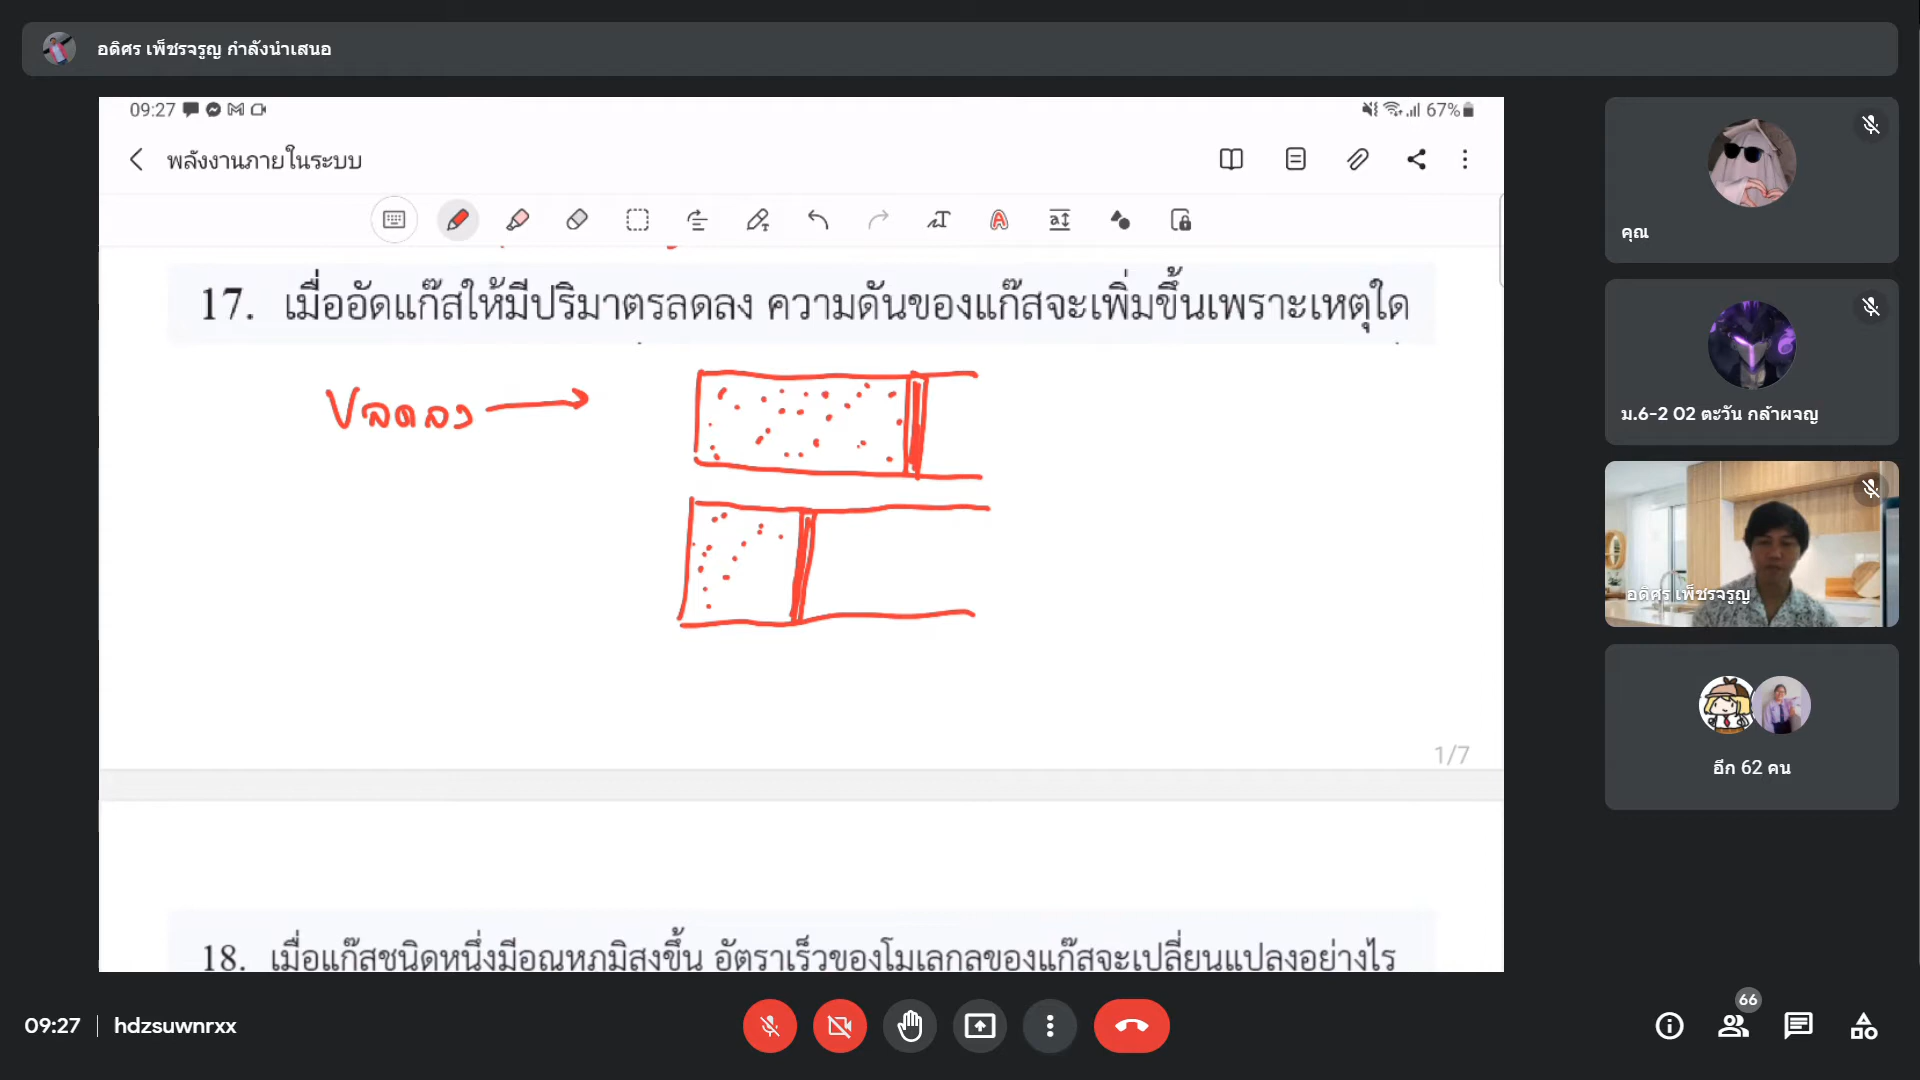 อดิศร เพ็ชรจรูญ กำลังนำเสนอ
09:27
67%
พลังงานภายในระบบ
17. เมื่ออัดแก๊สให้มีปริมาตรลดลง ความดันของแก๊สจะเพิ่มขึ้นเพราะเหตุใด
Vลดลง
1/7
18. เมื่อแก๊สชนิดหนึ่งมีอุณหภูมิสูงขึ้น อัตราเร็วของโมเลกุลของแก๊สจะเปลี่ยนแปลงอย่างไร
คุณ
ม.6-2 02 ตะวัน กล้าผจญ
อดิศร เพ็ชรจรูญ
อีก 62 คน
09:27
hdzsuwnrxx
66